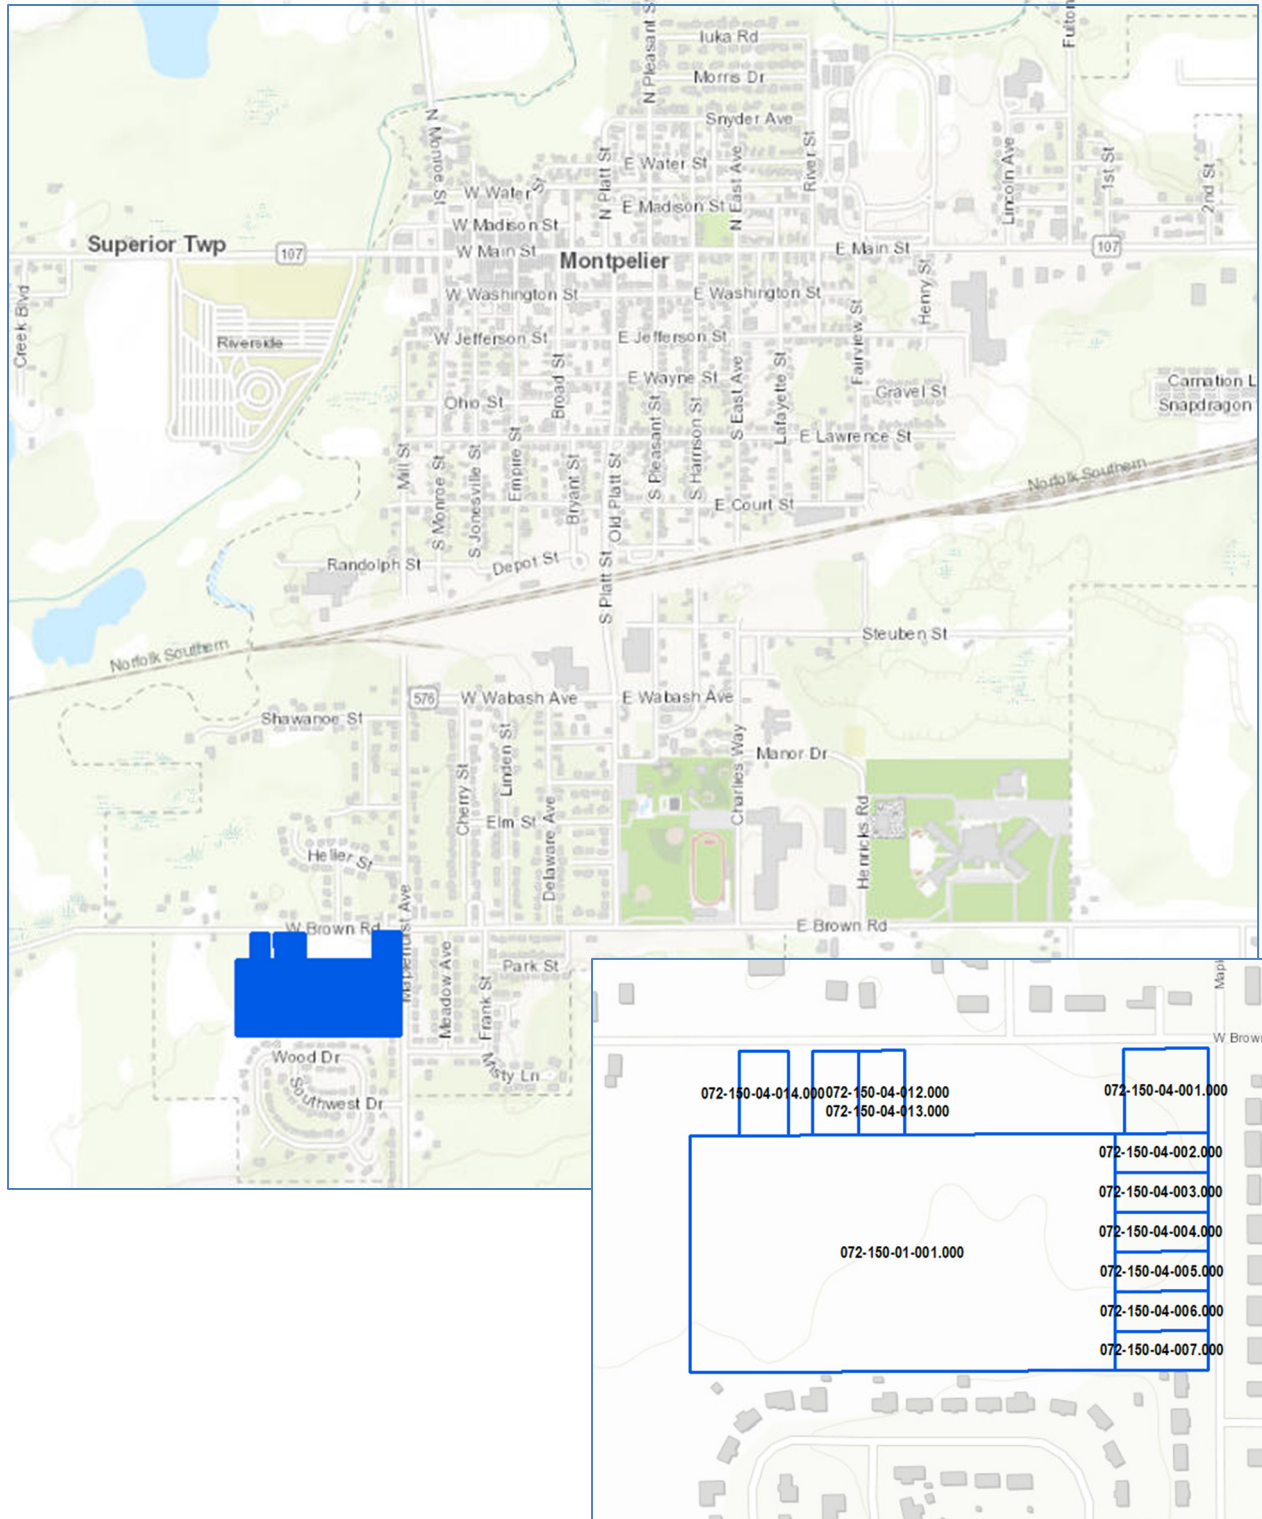 N Pleasant St
Iuka Rd
Fulton
Morris Dr
Snyder Ave
N Monroe St
N Platt St
E Water St
N East Ave
River St
Lincoln Ave
1st St
2nd St
W Water St
E Madison St
W Madison St
Superior Twp
107
W Main St
Montpelier
E Main St
107
Creek Blvd
W Washington St
E Washington St
Henry St
Riverside
W Jefferson St
E Jefferson St
Fairview St
Broad St
E Wayne St
S East Ave
Lafayette St
Gravel St
Carnation L
Snapdragon
Ohio St
S Pleasant St
S Harrison St
E Lawrence St
Mill St
S Monroe St
S Jonesville St
Empire St
Bryant St
Old Platt St
Norfolk Southern
E Court St
Randolph St
Depot St
S Platt St
Steuben St
Norfolk Southern
576
W Wabash Ave
E Wabash Ave
Shawanoe St
Linden St
Charlies Way
Manor Dr
Cherry St
Elm St
Delaware Ave
Henricks Rd
Heller St
Maplehurst Ave
W Brown Rd
E Brown Rd
Meadow Ave
Park St
Frank St
Wood Dr
Misty Ln
Southwest Dr
Mapl
W Brown
072-150-04-014.000
072-150-04-012.000
072-150-04-013.000
072-150-04-001.000
072-150-04-002.000
072-150-04-003.000
072-150-04-004.000
072-150-01-001.000
072-150-04-005.000
072-150-04-006.000
072-150-04-007.000